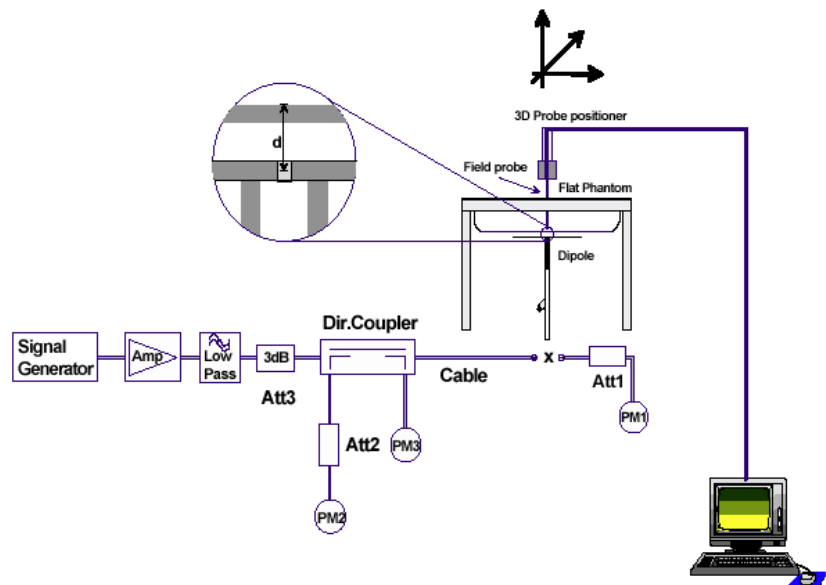 3D Probe positioner
d
Field probe
Flat Phantom
Dipole
Dir.Coupler
Signal
Generator
Amp
Low
Pass
3dB
Att3
Cable
x
Att1
PM1
Att2
PM3
PM2